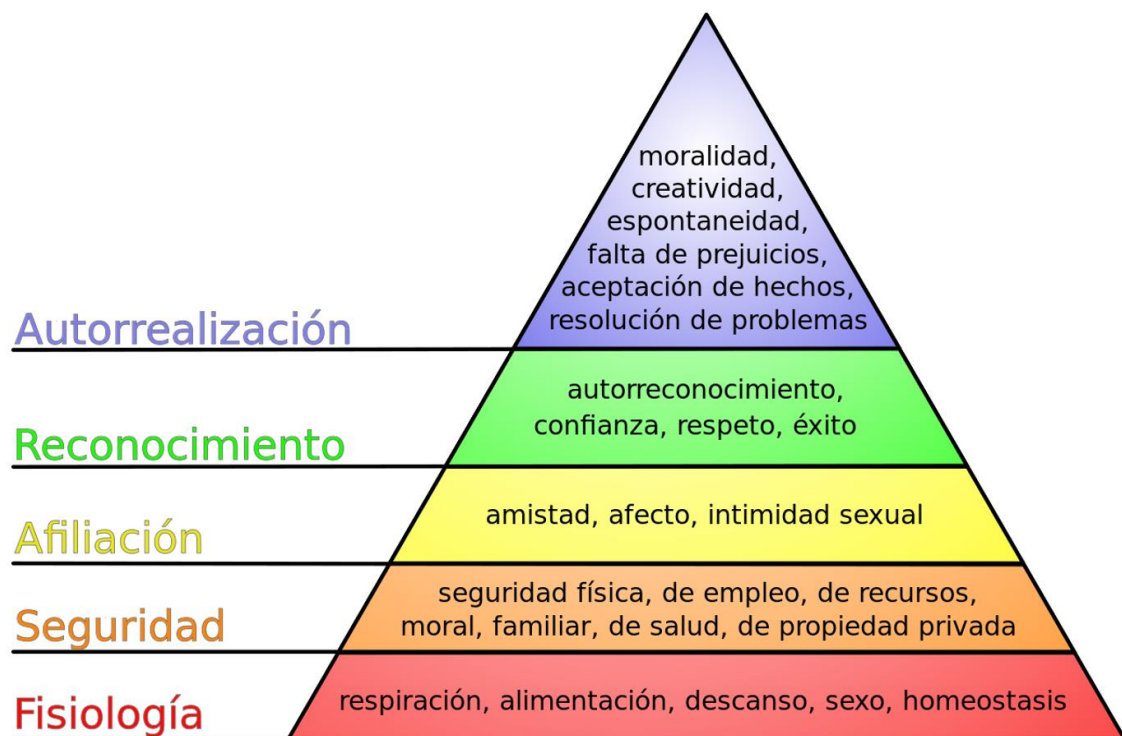 moralidad,
creatividad,
espontaneidad,
falta de prejuicios,
aceptación de hechos,
resolución de problemas
Autorrealización
autorreconocimiento,
confianza, respeto, éxito
Reconocimiento
amistad, afecto, intimidad sexual
Afiliación
seguridad física, de empleo, de recursos,
moral, familiar, de salud, de propiedad privada
Seguridad
respiración, alimentación, descanso, sexo, homeostasis
Fisiología